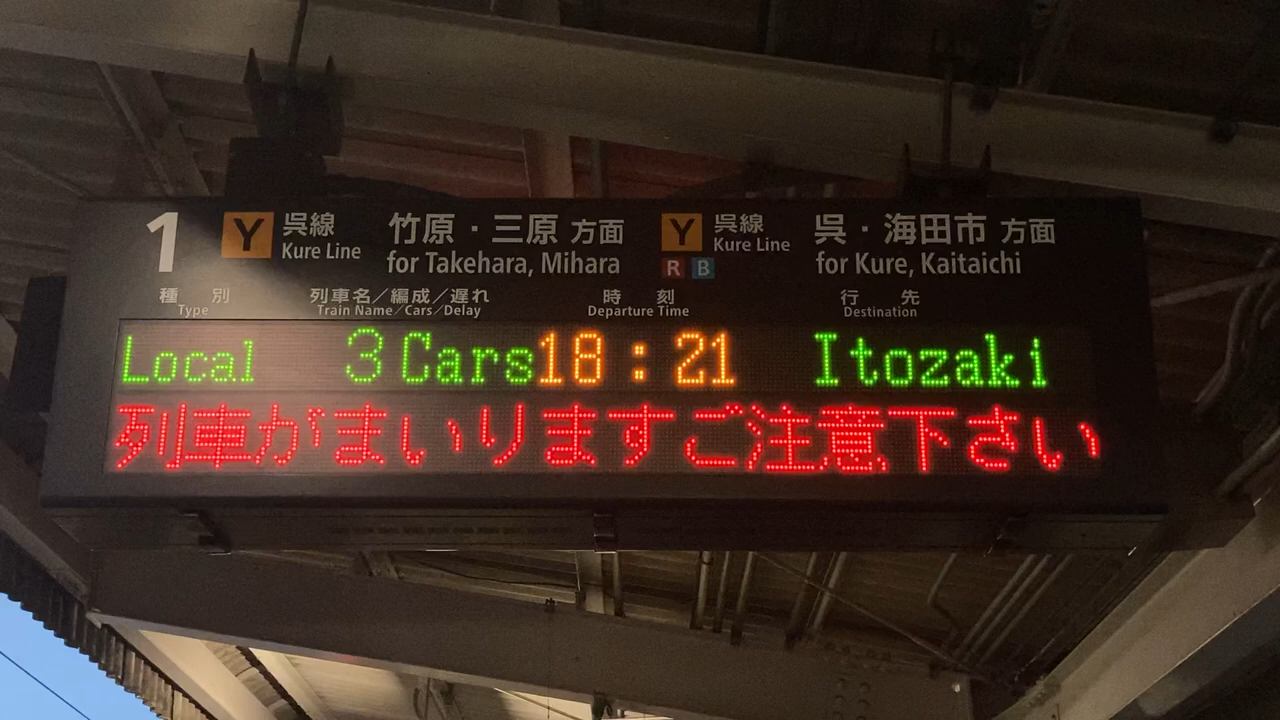 1 Y 呉線 竹原・三原 方面 Y 呉線 呉・海田市 方面
Kure Line for Takehara, Mihara R B Kure Line for Kure, Kaitaichi
種別 列車名／編成／遅れ 時刻 行先
Type Train Name／Cars／Delay Departure Time Destination
Local 3Cars 18:21 Itozaki
列車がまいりますご注意下さい